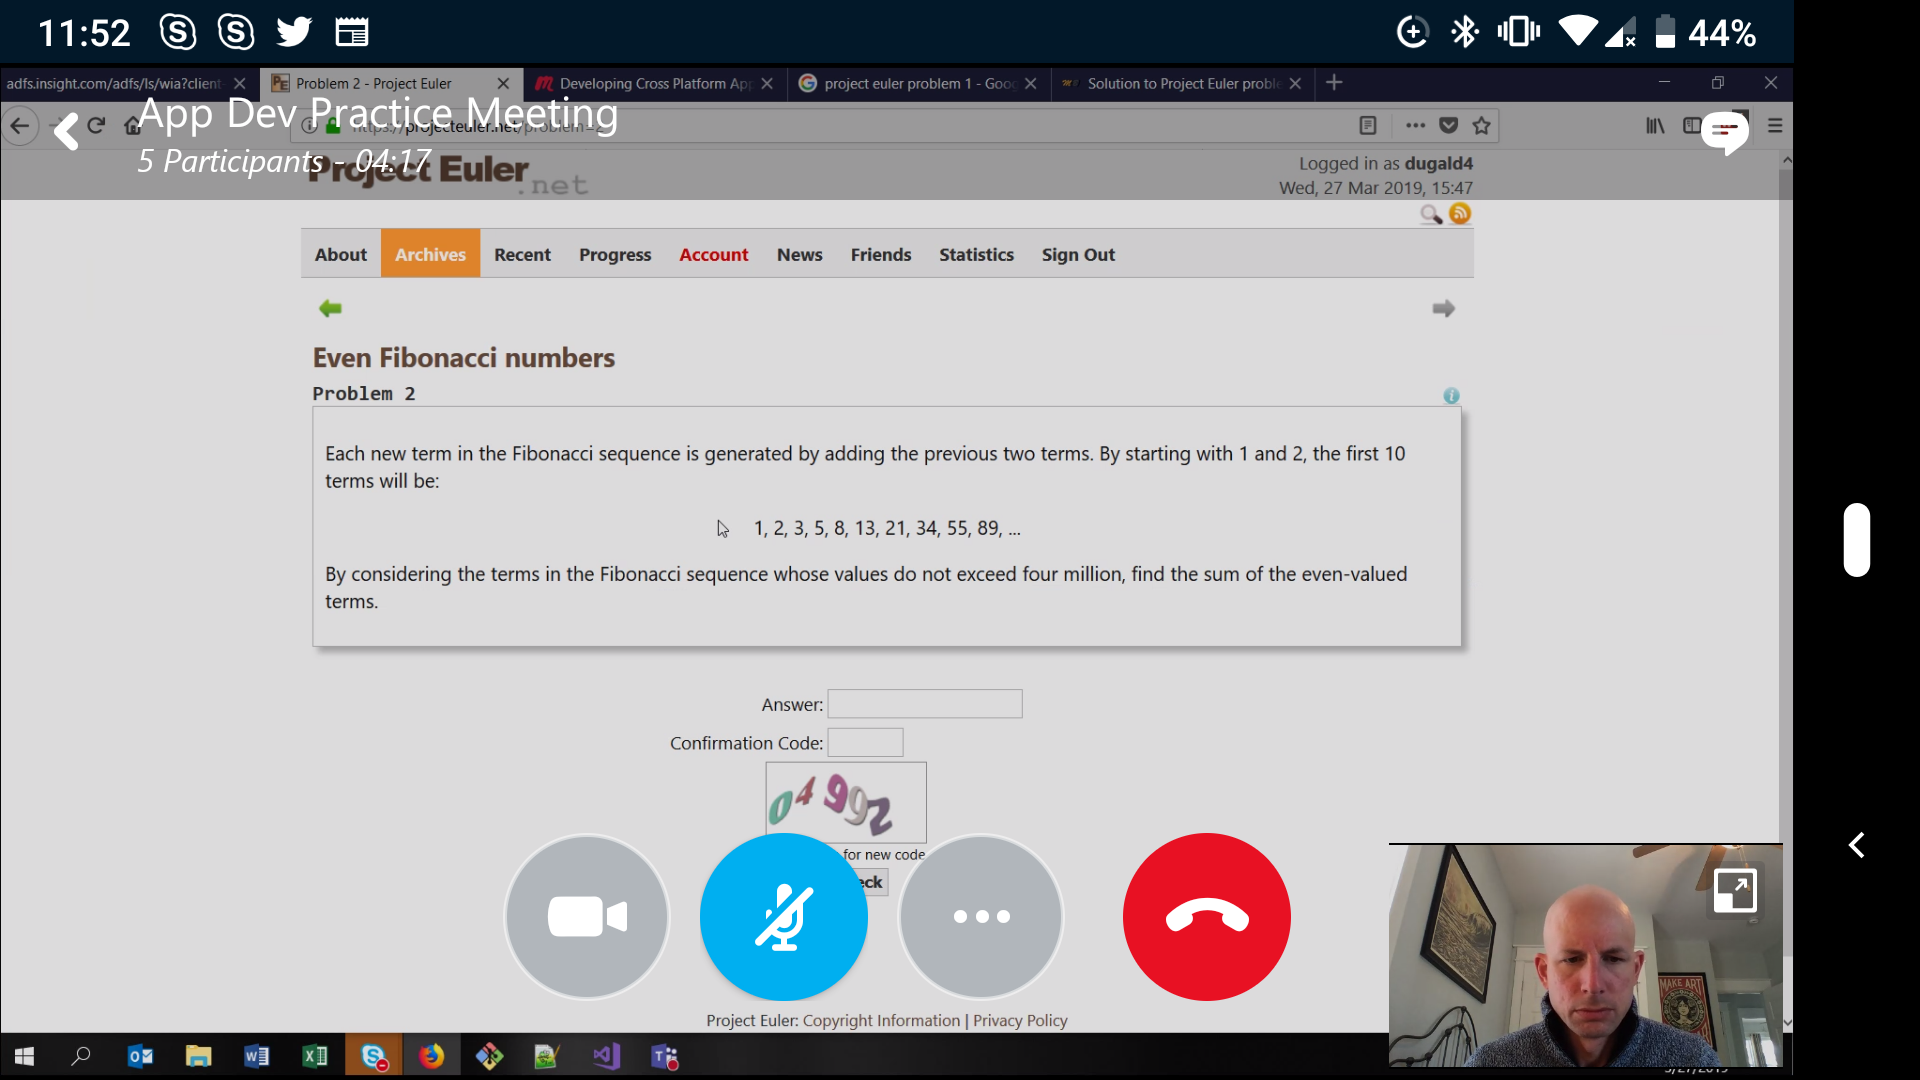 11:52
44%
adfs.insight.com/adfs/ls/wia?client
Problem 2 - Project Euler
Developing Cross Platform App
project euler problem 1 - Goo
Solution to Project Euler proble
App Dev Practice Meeting
https://projecteuler.net/problem=2
5 Participants - 04:17
Project Euler
.net
Logged in as dugald4
Wed, 27 Mar 2019, 15:47
About Archives Recent Progress Account News Friends Statistics Sign Out
Even Fibonacci numbers
Problem 2
Each new term in the Fibonacci sequence is generated by adding the previous two terms. By starting with 1 and 2, the first 10
terms will be:
1, 2, 3, 5, 8, 13, 21, 34, 55, 89, ...
By considering the terms in the Fibonacci sequence whose values do not exceed four million, find the sum of the even-valued
terms.
Answer:
Confirmation Code:
04992
for new code
eck
MAKE ART
Project Euler: Copyright Information | Privacy Policy